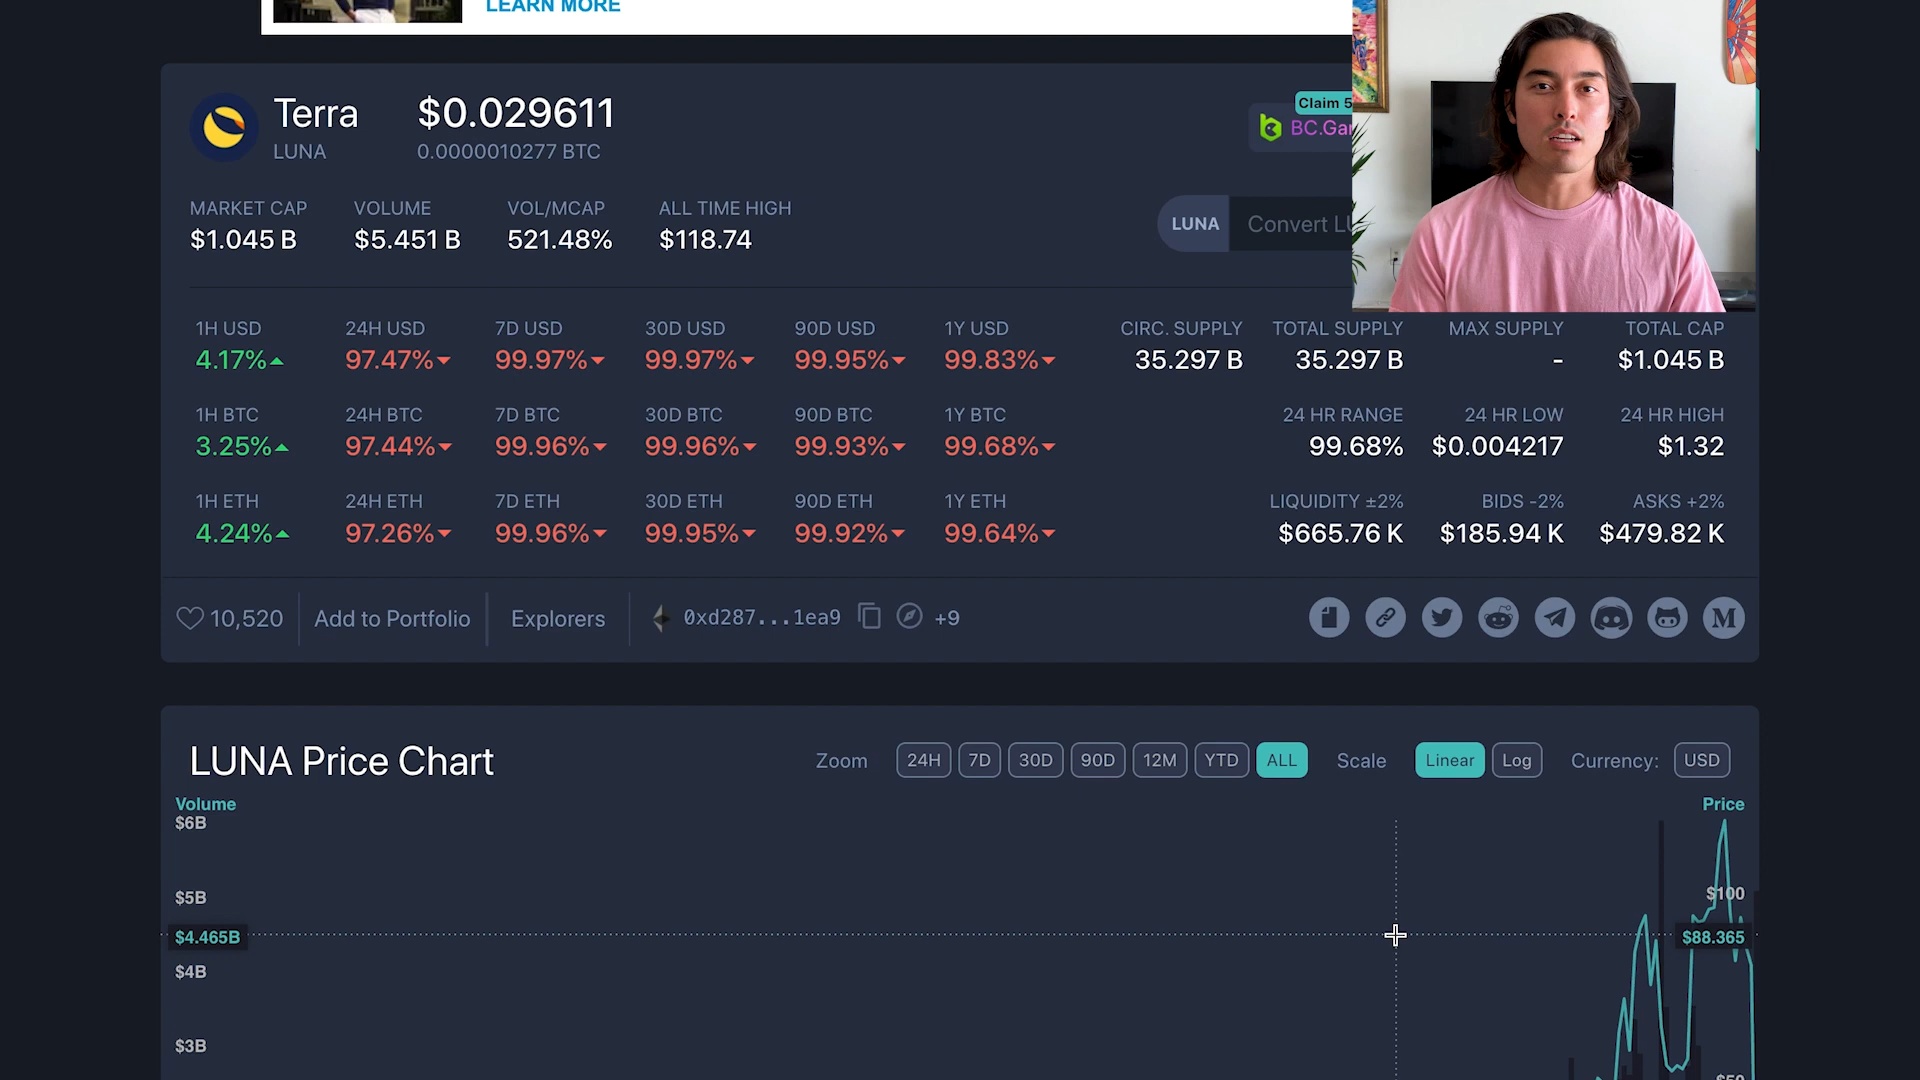 LEARN MORE
Terra
$0.029611
LUNA
0.0000010277 BTC
Claim 5
BC.Ga
MARKET CAP
VOLUME
VOL/MCAP
ALL TIME HIGH
$1.045 B
$5.451 B
521.48%
$118.74
LUNA
Convert L
1H USD
24H USD
7D USD
30D USD
90D USD
1Y USD
CIRC. SUPPLY
TOTAL SUPPLY
MAX SUPPLY
TOTAL CAP
4.17%
97.47%
99.97%
99.97%
99.95%
99.83%
35.297 B
35.297 B
-
$1.045 B
1H BTC
24H BTC
7D BTC
30D BTC
90D BTC
1Y BTC
24 HR RANGE
24 HR LOW
24 HR HIGH
3.25%
97.44%
99.96%
99.96%
99.93%
99.68%
99.68%
$0.004217
$1.32
1H ETH
24H ETH
7D ETH
30D ETH
90D ETH
1Y ETH
LIQUIDITY ±2%
BIDS -2%
ASKS +2%
4.24%
97.26%
99.96%
99.95%
99.92%
99.64%
$665.76 K
$185.94 K
$479.82 K
10,520
Add to Portfolio
Explorers
0xd287...1ea9
+9
M
LUNA Price Chart
Zoom
24H
7D
30D
90D
12M
YTD
ALL
Scale
Linear
Log
Currency:
USD
Volume
Price
$6B
$5B
$100
$4.465B
$88.365
$4B
$3B
$50